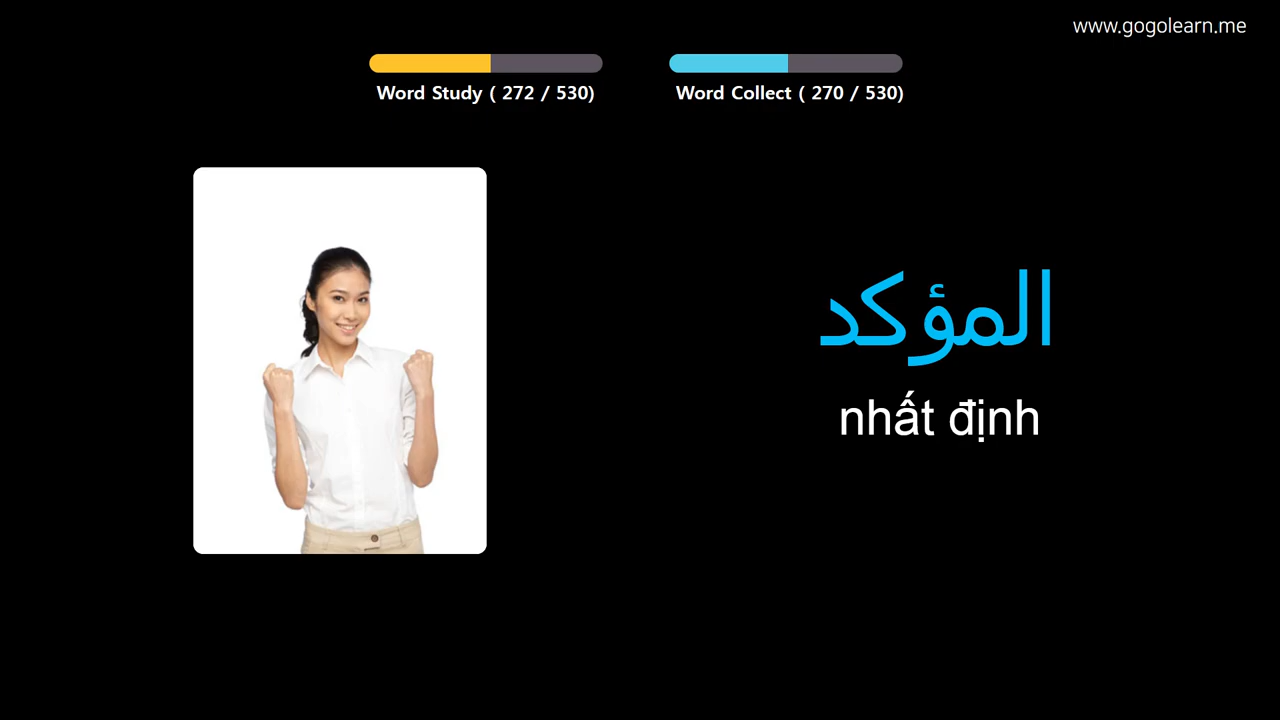 www.gogolearn.me
Word Study ( 272 / 530)
Word Collect ( 270 / 530)
المؤكد
nhất định